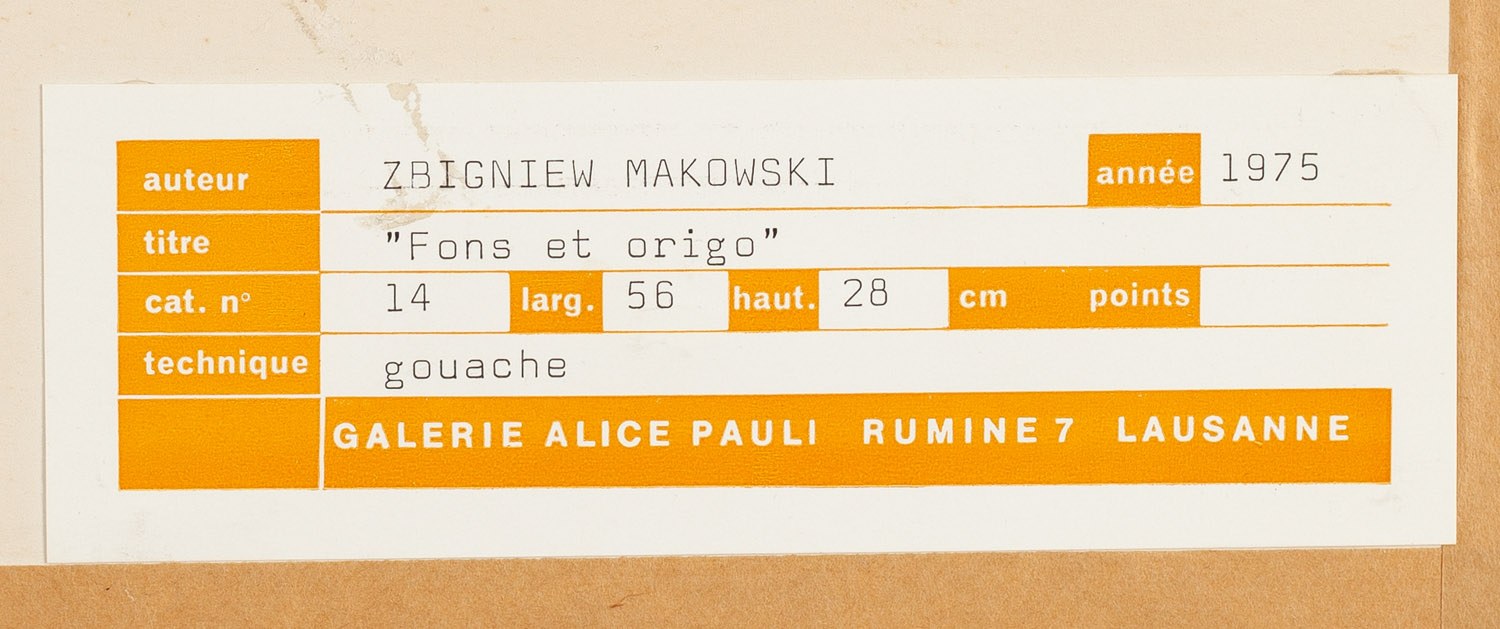 auteur ZBIGNIEW MAKOWSKI année 1975
titre "Fons et origo"
cat. n° 14 larg. 56 haut. 28 cm points
technique gouache
GALERIE ALICE PAULI RUMINE 7 LAUSANNE